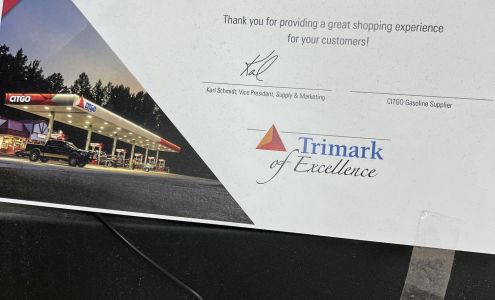 Thank you for providing a great shopping experience
for your customers!
Kal
Karl Schmidt, Vice President, Supply & Marketing
CITGO Gasoline Supplier
CITGO
Trimark
of Excellence